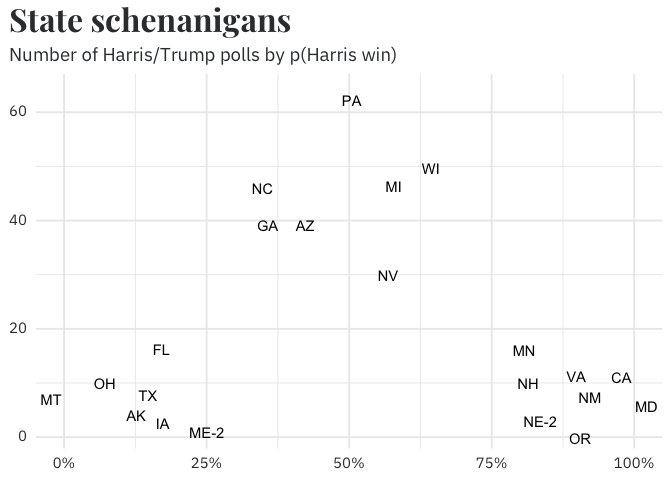 State schenanigans
Number of Harris/Trump polls by p(Harris win)
60
PA
WI
NC
MI
40
GA
AZ
NV
20
FL
MN
VA
CA
OH
NH
TX
NM
MT
MD
AK
IA
NE-2
ME-2
0
OR
0%
25%
50%
75%
100%